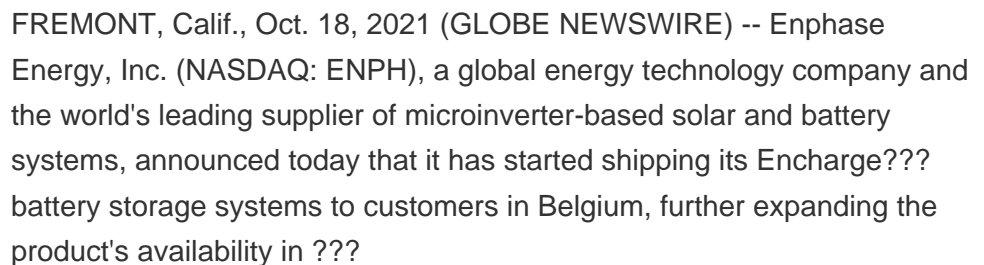 FREMONT, Calif., Oct. 18, 2021 (GLOBE NEWSWIRE) -- Enphase
Energy, Inc. (NASDAQ: ENPH), a global energy technology company and
the world's leading supplier of microinverter-based solar and battery
systems, announced today that it has started shipping its Encharge???
battery storage systems to customers in Belgium, further expanding the
product's availability in ???